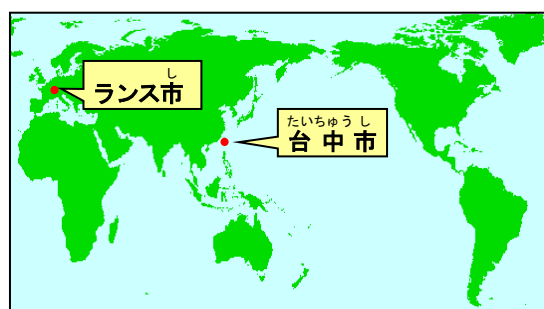 し
ランス市
たいちゅうし
台中市